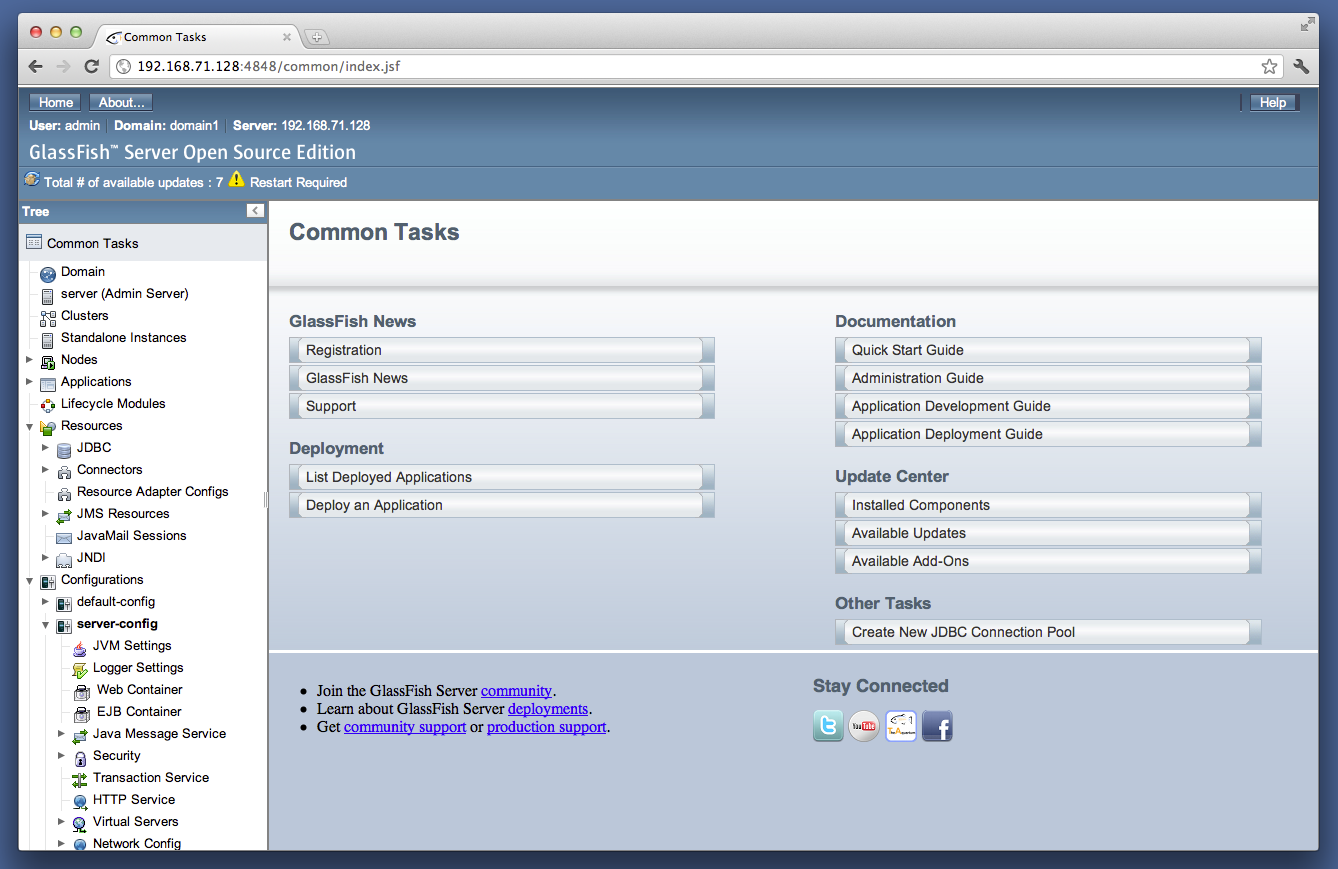 Common Tasks
192.168.71.128:4848/common/index.jsf
Home About... Help
User: admin Domain: domain1 Server: 192.168.71.128
GlassFish™ Server Open Source Edition
Total # of available updates : 7 Restart Required
Tree
Common Tasks
Domain
server (Admin Server)
Clusters
Standalone Instances
Nodes
Applications
Lifecycle Modules
Resources
JDBC
Connectors
Resource Adapter Configs
JMS Resources
JavaMail Sessions
JNDI
Configurations
default-config
server-config
JVM Settings
Logger Settings
Web Container
EJB Container
Java Message Service
Security
Transaction Service
HTTP Service
Virtual Servers
Network Config
Common Tasks
GlassFish News
Registration
GlassFish News
Support
Deployment
List Deployed Applications
Deploy an Application
Documentation
Quick Start Guide
Administration Guide
Application Development Guide
Application Deployment Guide
Update Center
Installed Components
Available Updates
Available Add-Ons
Other Tasks
Create New JDBC Connection Pool
Join the GlassFish Server community.
Learn about GlassFish Server deployments.
Get community support or production support.
Stay Connected
YouTube
The Aquarium